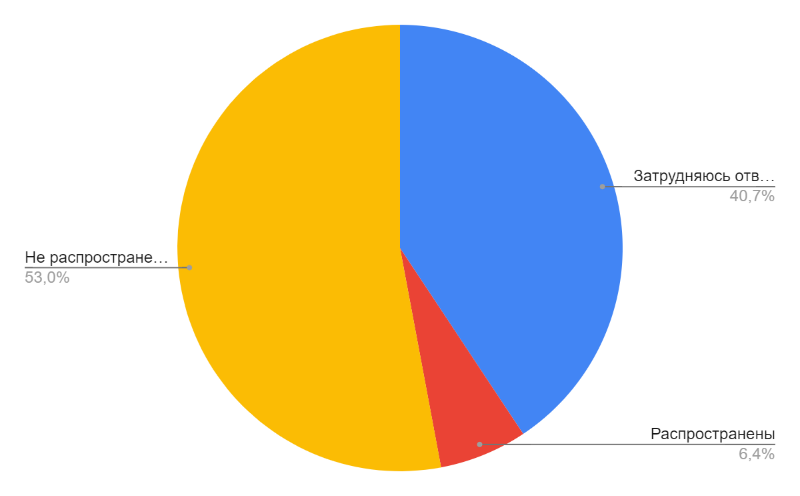 Затрудняюсь отв…
40,7%
Не распростране…
53,0%
Распространены
6,4%